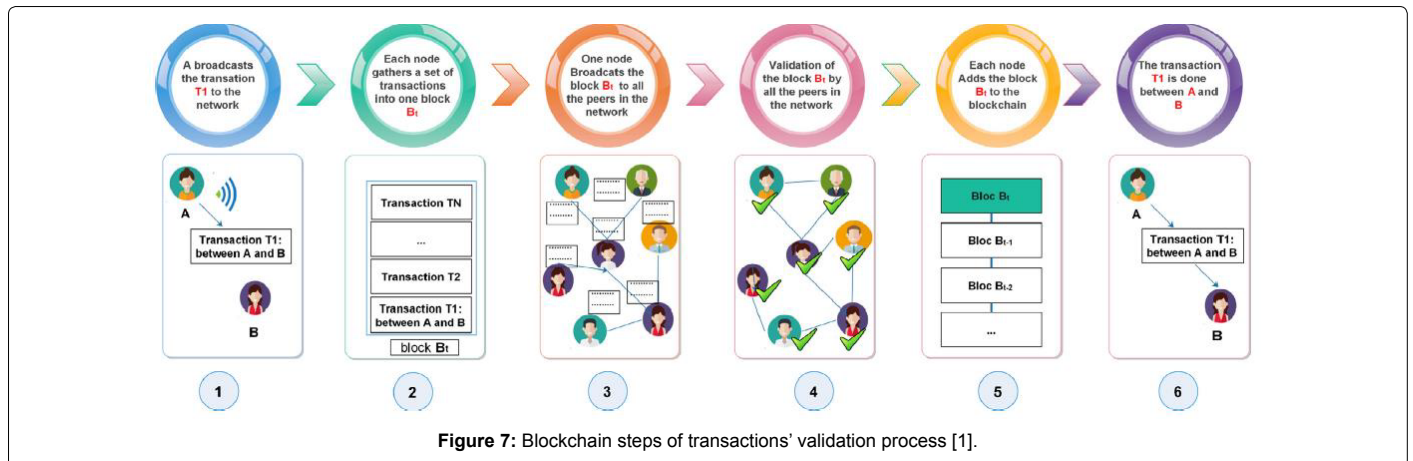 A broadcasts
the transation
T1 to the
network
Each node
gathers a set of
transactions
into one block
Bt
One node
Broadcats the
block Bt to all
the peers in the
network
Validation of
the block Bt by
all the peers in
the network
Each node
Adds the block
Bt to the
blockchain
The transaction
T1 is done
between A and
B
A
Transaction T1:
between A and B
B
Transaction TN
...
Transaction T2
Transaction T1:
between A and B
block Bt
Bloc Bt
Bloc Bt-1
Bloc Bt-2
...
A
Transaction T1:
between A and B
B
1
2
3
4
5
6
Figure 7: Blockchain steps of transactions' validation process [1].